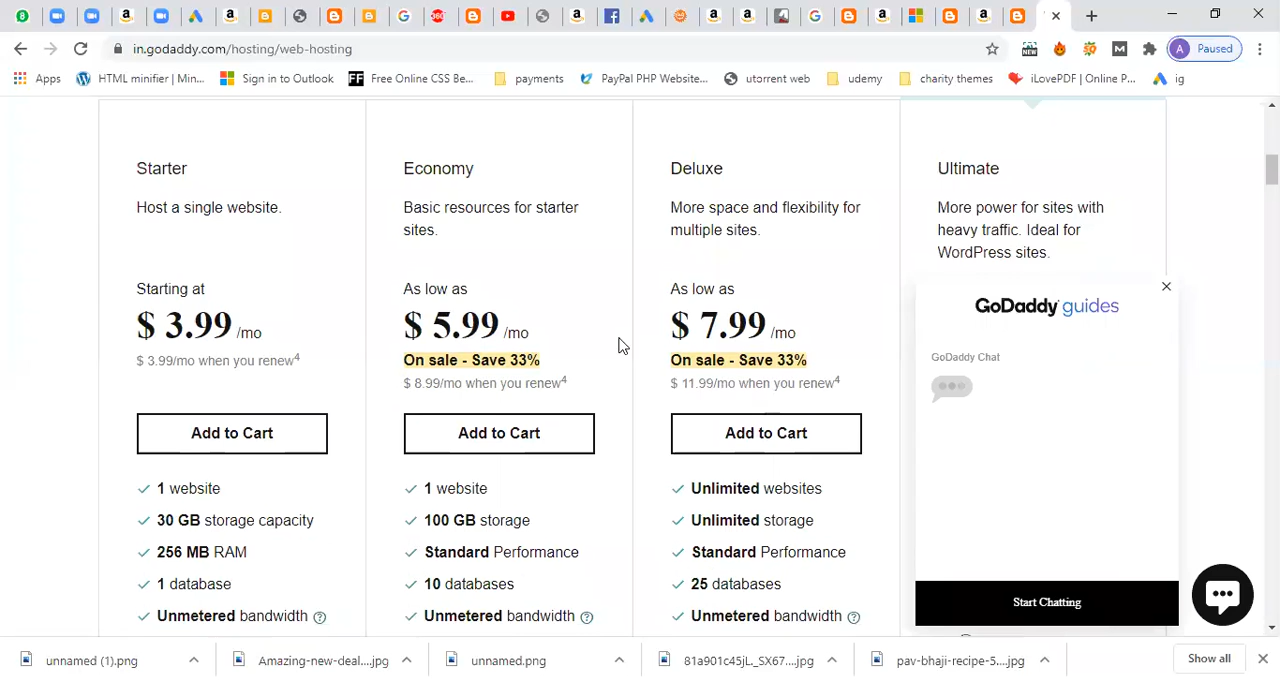 in.godaddy.com/hosting/web-hosting
A Paused
Apps
HTML minifier | Min...
Sign in to Outlook
FF Free Online CSS Be...
payments
PayPal PHP Website...
utorrent web
udemy
charity themes
iLovePDF | Online P...
ig
Starter
Host a single website.
Starting at
$ 3.99 /mo
$ 3.99/mo when you renew4
Add to Cart
1 website
30 GB storage capacity
256 MB RAM
1 database
Unmetered bandwidth ?
Economy
Basic resources for starter
sites.
As low as
$ 5.99 /mo
On sale - Save 33%
$ 8.99/mo when you renew4
Add to Cart
1 website
100 GB storage
Standard Performance
10 databases
Unmetered bandwidth ?
Deluxe
More space and flexibility for
multiple sites.
As low as
$ 7.99 /mo
On sale - Save 33%
$ 11.99/mo when you renew4
Add to Cart
Unlimited websites
Unlimited storage
Standard Performance
25 databases
Unmetered bandwidth ?
Ultimate
More power for sites with
heavy traffic. Ideal for
WordPress sites.
GoDaddy guides
GoDaddy Chat
Start Chatting
unnamed (1).png
Amazing-new-deal....jpg
unnamed.png
81a901c45jL._SX67....jpg
pav-bhaji-recipe-5....jpg
Show all